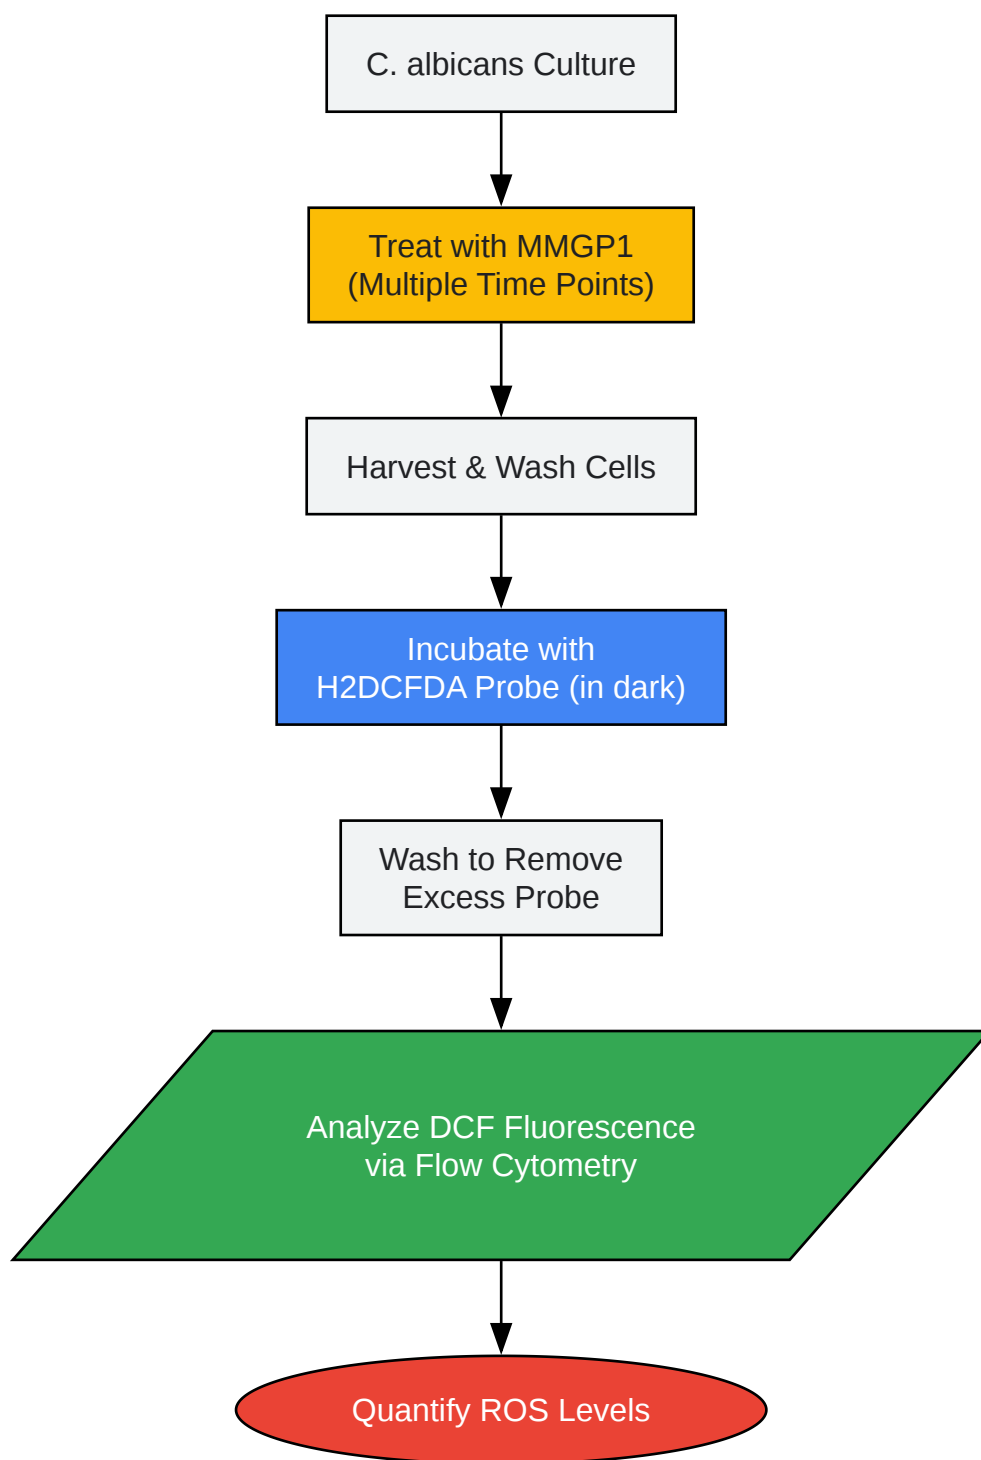 C. albicans Culture
Treat with MMGP1
(Multiple Time Points)
Harvest & Wash Cells
Incubate with
H2DCFDA Probe (in dark)
Wash to Remove
Excess Probe
Analyze DCF Fluorescence
via Flow Cytometry
Quantify ROS Levels